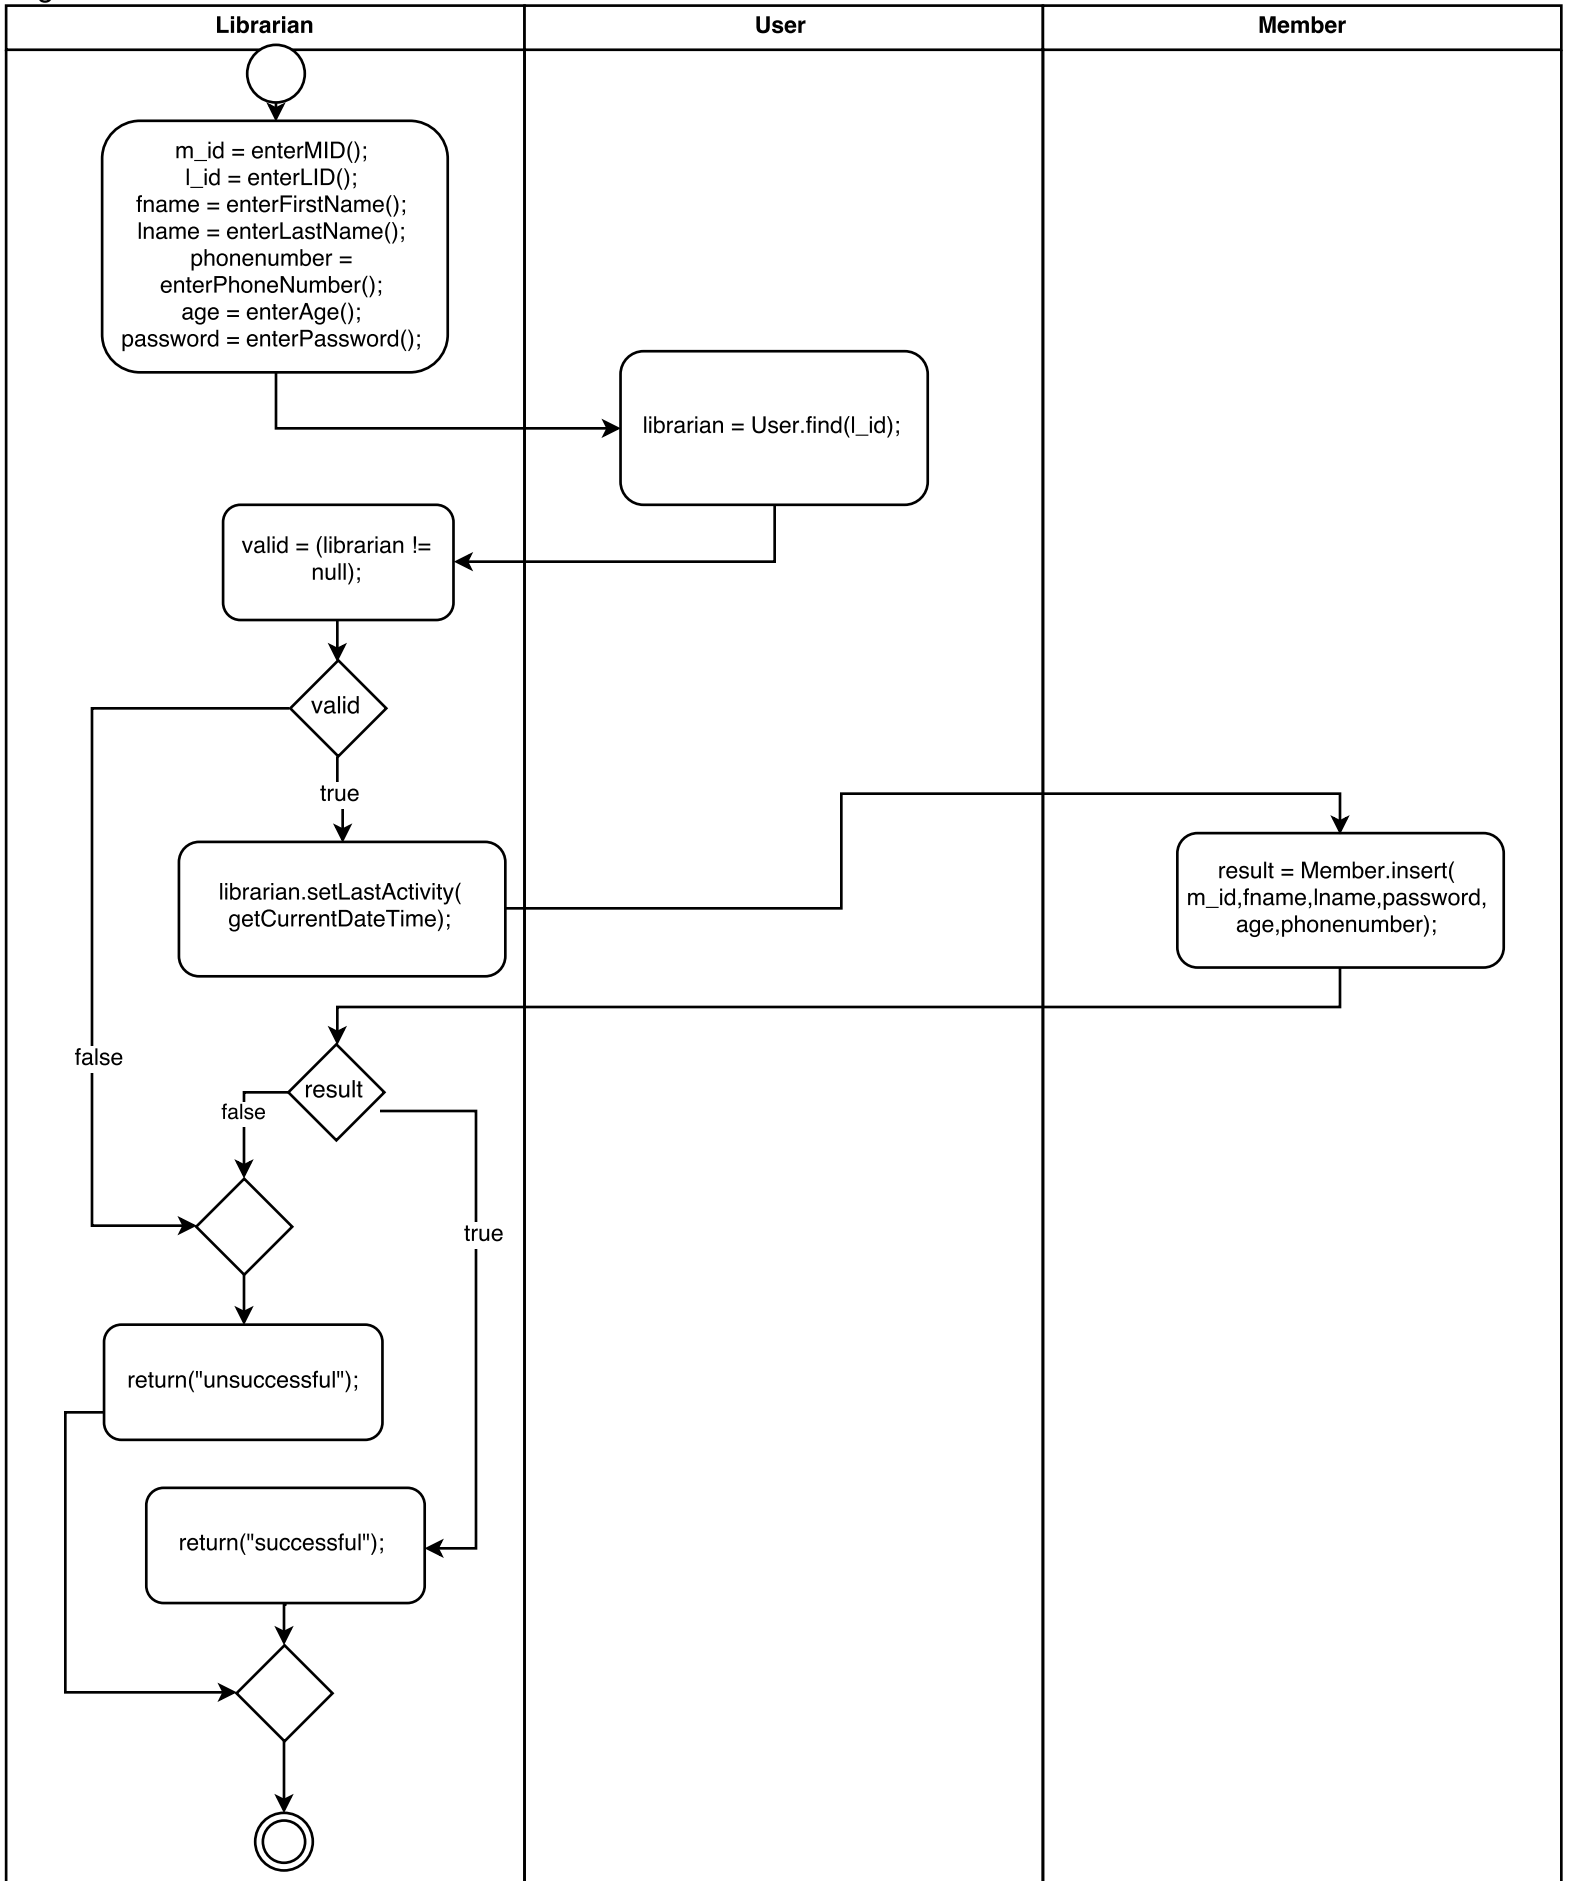 Librarian
User
Member
m_id = enterMID();
l_id = enterLID();
fname = enterFirstName();
lname = enterLastName();
phonenumber =
enterPhoneNumber();
age = enterAge();
password = enterPassword();
librarian = User.find(l_id);
valid = (librarian !=
null);
valid
true
librarian.setLastActivity(
getCurrentDateTime);
result = Member.insert(
m_id,fname,lname,password,
age,phonenumber);
false
result
false
true
return("unsuccessful");
return("successful");